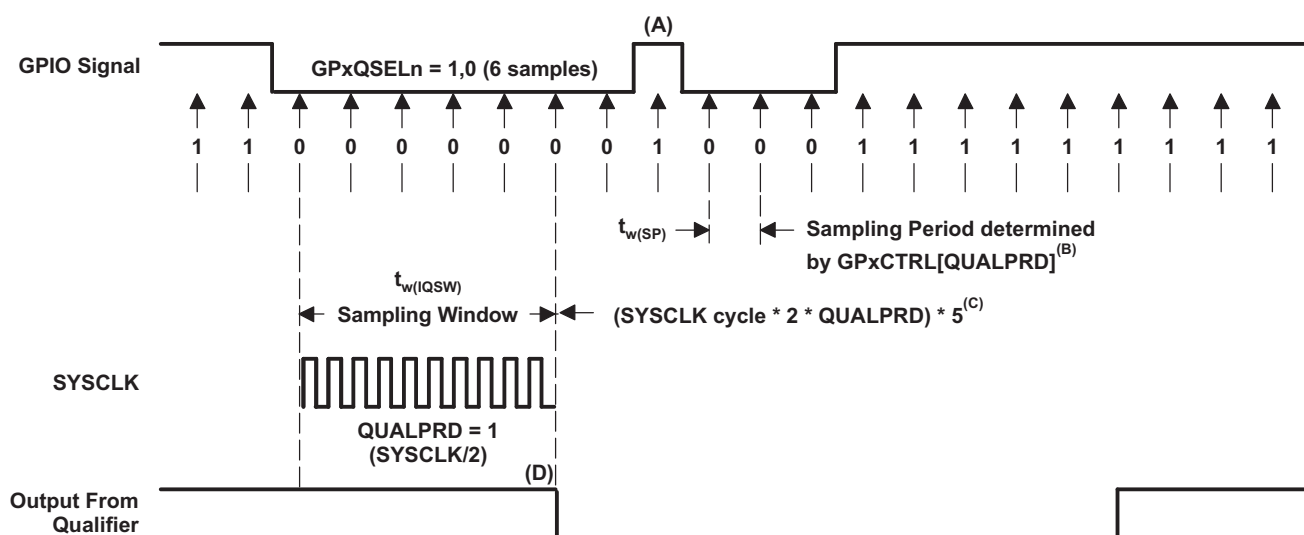 (A)
GPIO Signal
GPxQSELn = 1,0 (6 samples)
1 1 0 0 0 0 0 0 0 1 0 0 0 1 1 1 1 1 1 1 1 1
tw(SP)
Sampling Period determined
by GPxCTRL[QUALPRD](B)
tw(IQSW)
Sampling Window
(SYSCLK cycle * 2 * QUALPRD) * 5(C)
SYSCLK
QUALPRD = 1
(SYSCLK/2)
(D)
Output From
Qualifier